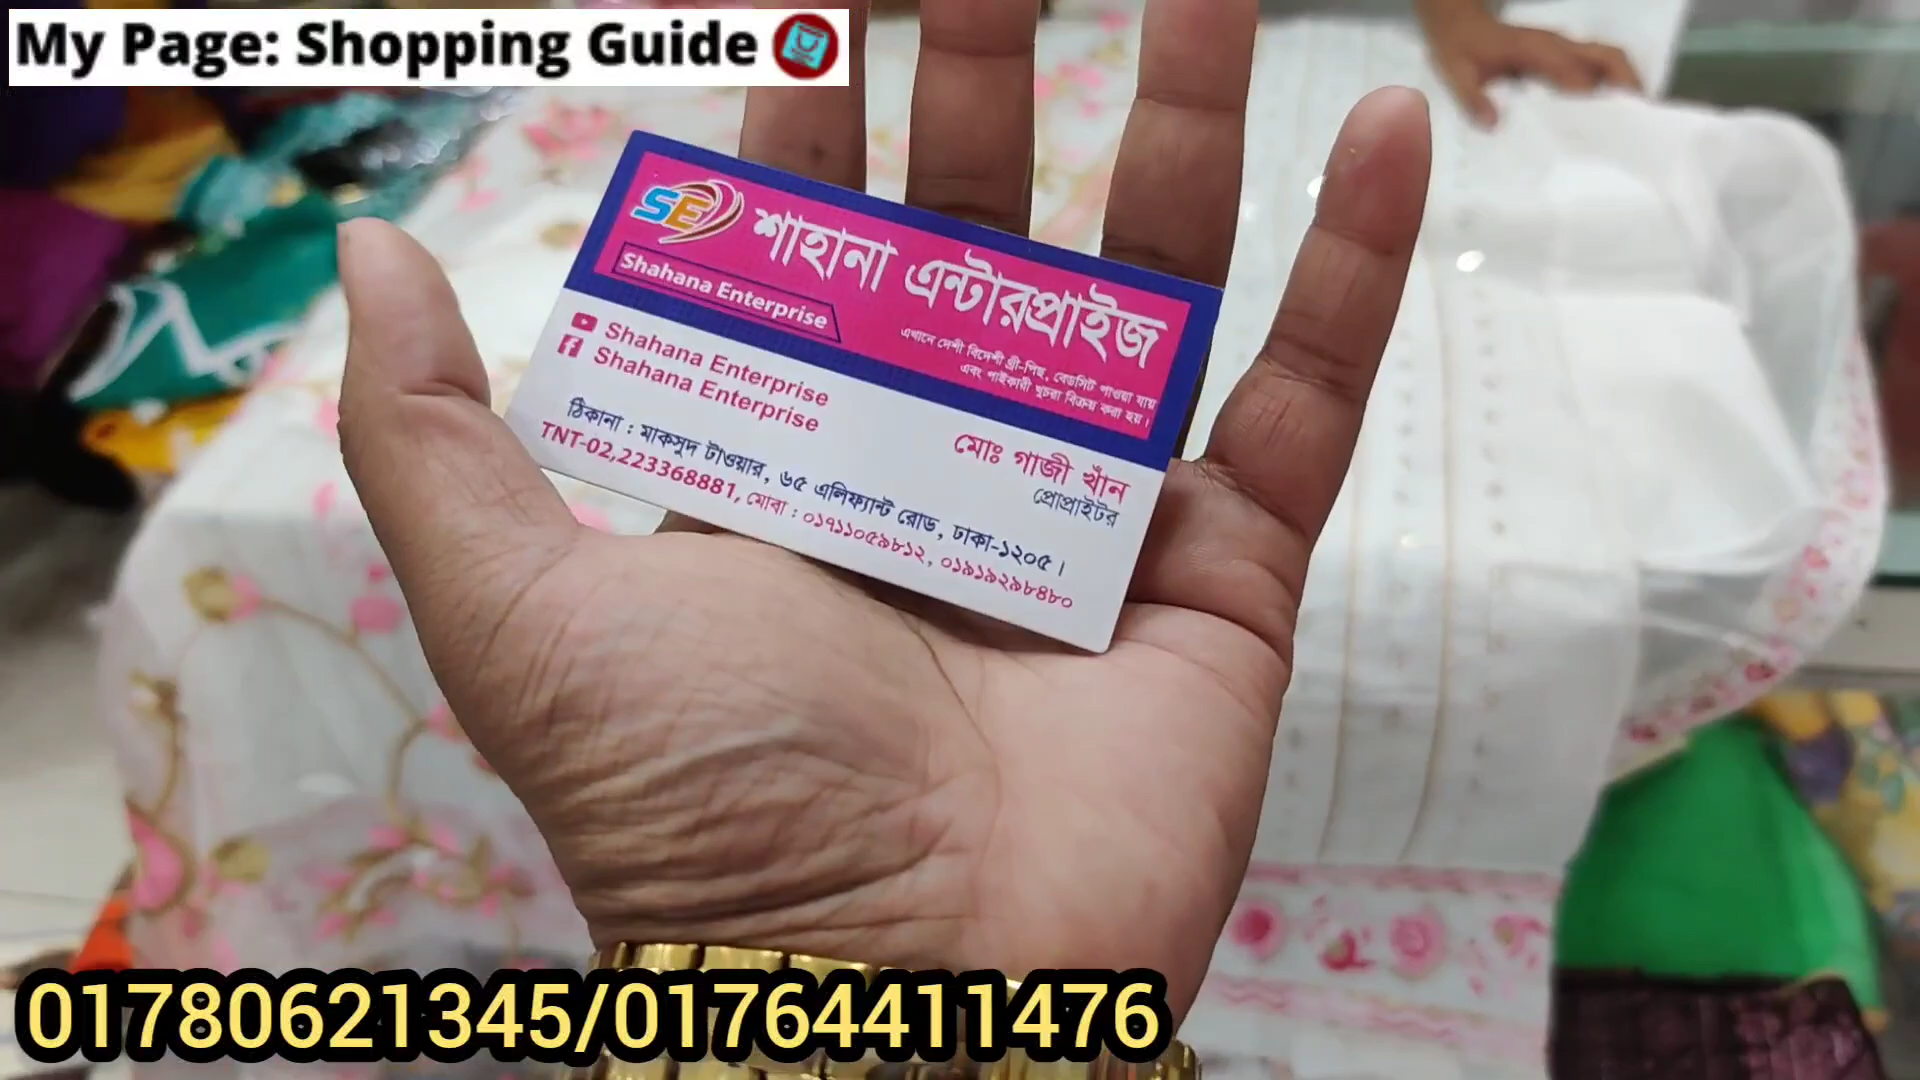 My Page: Shopping Guide
SE
শাহানা এন্টারপ্রাইজ
Shahana Enterprise
এখানে দেশী বিদেশী থ্রী-পিছ, বেডসিট পাওয়া যায়
এবং পাইকারী খুচরা বিক্রয় করা হয়।
Shahana Enterprise
Shahana Enterprise
মোঃ গাজী খাঁন
প্রোপ্রাইটর
ঠিকানা : মাকসুদ টাওয়ার, ৬৫ এলিফ্যান্ট রোড, ঢাকা-১২০৫।
TNT-02,223368881, মোবা : ০১৭১১০৫৯৮১২, ০১৯১৯২৯৮৪৮০
01780621345/01764411476